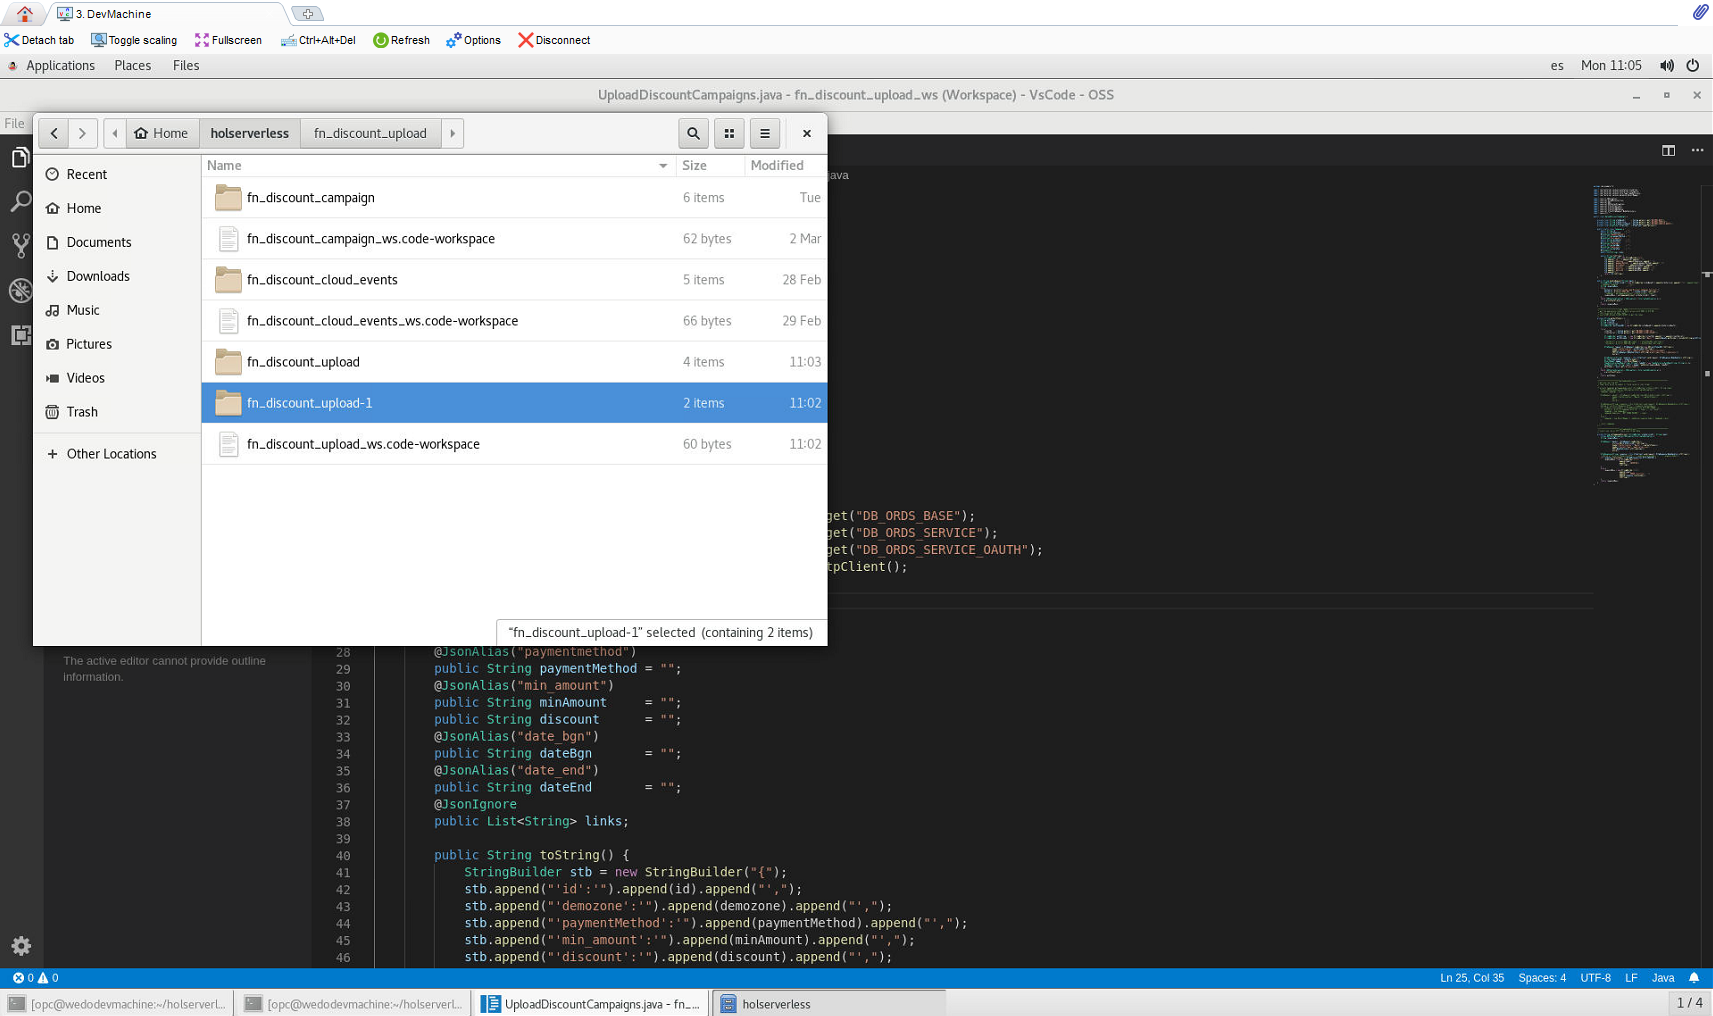 3. DevMachine
Detach tab
Toggle scaling
Fullscreen
Ctrl+Alt+Del
Refresh
Options
Disconnect
Applications
Places
Files
es
Mon 11:05
UploadDiscountCampaigns.java - fn_discount_upload_ws (Workspace) - VsCode - OSS
File
Home
holserverless
fn_discount_upload
java
Recent
Home
Documents
Downloads
Music
Pictures
Videos
Trash
Other Locations
Name Size Modified
fn_discount_campaign 6 items Tue
fn_discount_campaign_ws.code-workspace 62 bytes 2 Mar
fn_discount_cloud_events 5 items 28 Feb
fn_discount_cloud_events_ws.code-workspace 66 bytes 29 Feb
fn_discount_upload 4 items 11:03
fn_discount_upload-1 2 items 11:02
fn_discount_upload_ws.code-workspace 60 bytes 11:02
"fn_discount_upload-1" selected (containing 2 items)
get("DB_ORDS_BASE");
get("DB_ORDS_SERVICE");
get("DB_ORDS_SERVICE_OAUTH");
tpClient();
The active editor cannot provide outline
information.
28 @JsonAlias("paymentmethod")
29 public String paymentMethod = "";
30 @JsonAlias("min_amount")
31 public String minAmount = "";
32 public String discount = "";
33 @JsonAlias("date_bgn")
34 public String dateBgn = "";
35 @JsonAlias("date_end")
36 public String dateEnd = "";
37 @JsonIgnore
38 public List<String> links;
39
40 public String toString() {
41 StringBuilder stb = new StringBuilder("{");
42 stb.append("'id':'").append(id).append("',");
43 stb.append("'demozone':'").append(demozone).append("',");
44 stb.append("'paymentMethod':'").append(paymentMethod).append("',");
45 stb.append("'min_amount':'").append(minAmount).append("',");
46 stb.append("'discount':'").append(discount).append("',");
0 0
Ln 25, Col 35
Spaces: 4
UTF-8
LF
Java
[opc@wedodevmachine:~/holserverl...
[opc@wedodevmachine:~/holserverl...
UploadDiscountCampaigns.java - fn_...
holserverless
1 / 4